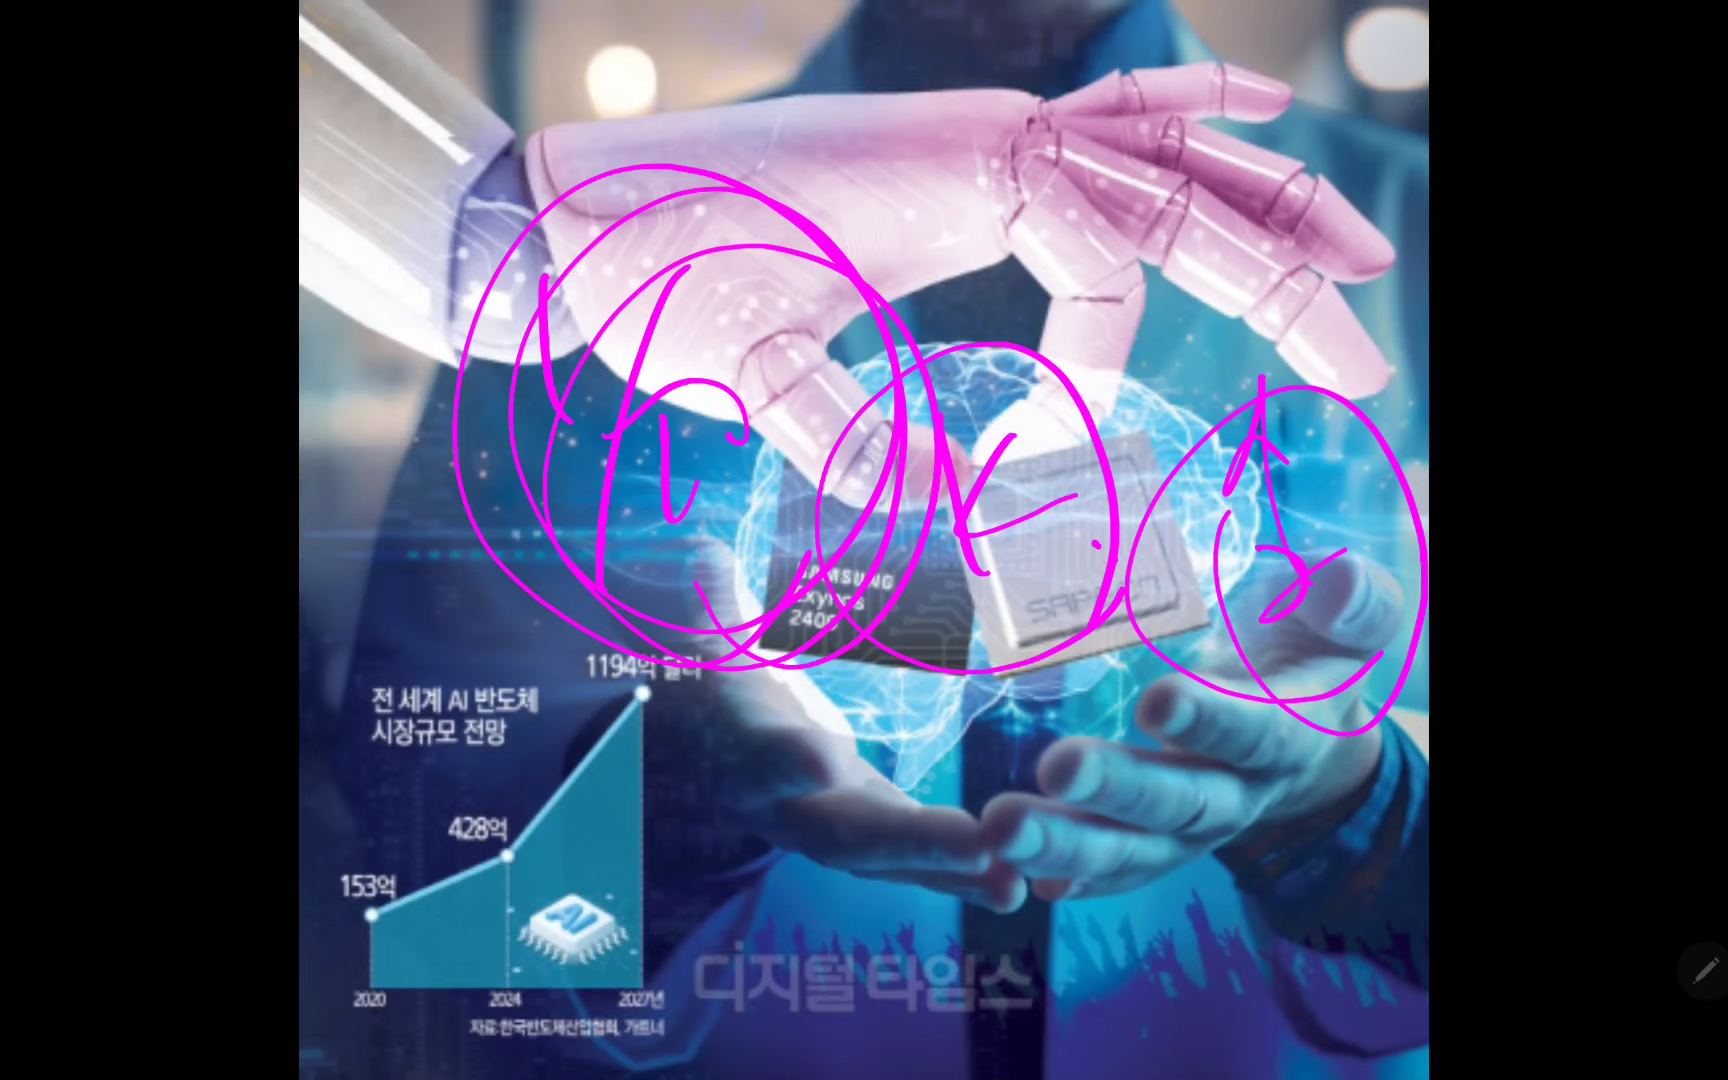 SAMSUNG
Exynos
2400
1194억 달러
전 세계 AI 반도체
시장규모 전망
428억
153억
AI
2020 2024 2027년
자료:한국반도체산업협회, 가트너
디지털타임스